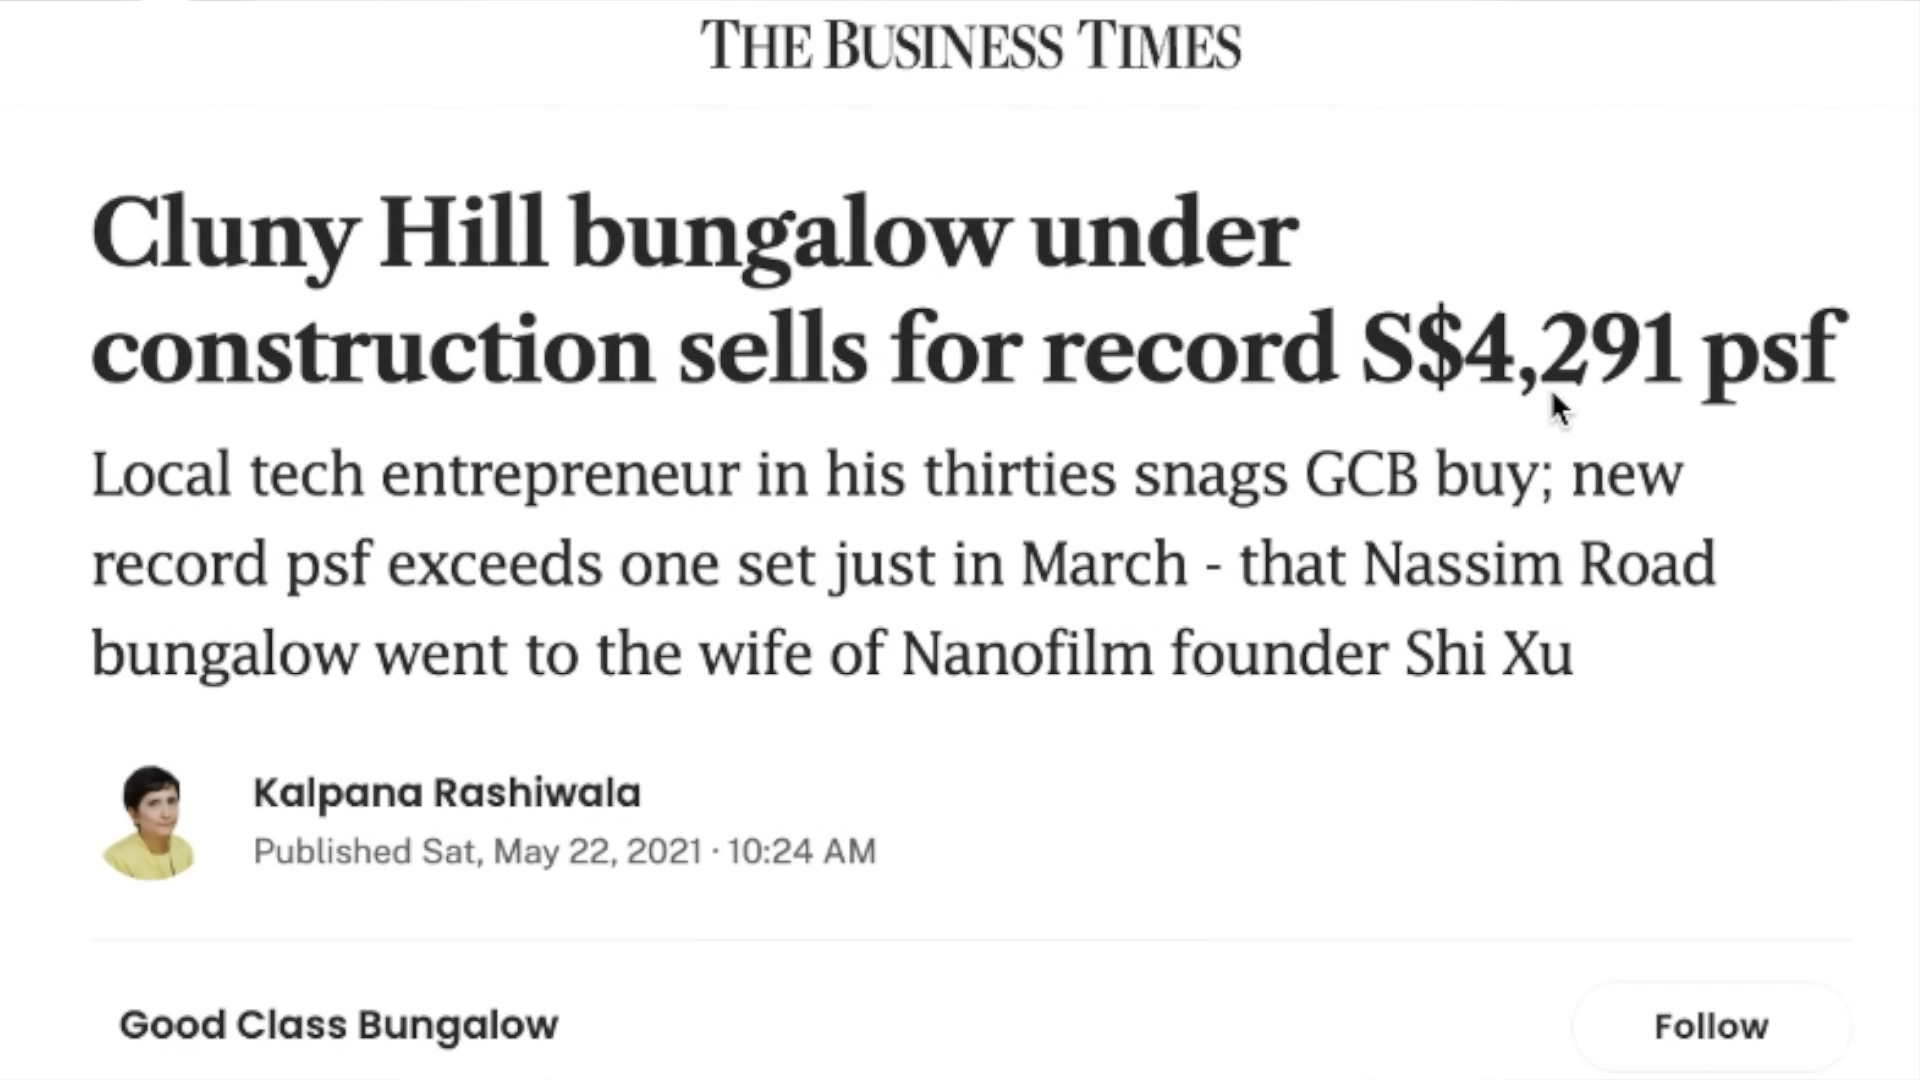 THE BUSINESS TIMES
Cluny Hill bungalow under
construction sells for record S$4,291 psf
Local tech entrepreneur in his thirties snags GCB buy; new
record psf exceeds one set just in March - that Nassim Road
bungalow went to the wife of Nanofilm founder Shi Xu
Kalpana Rashiwala
Published Sat, May 22, 2021 · 10:24 AM
Good Class Bungalow
Follow